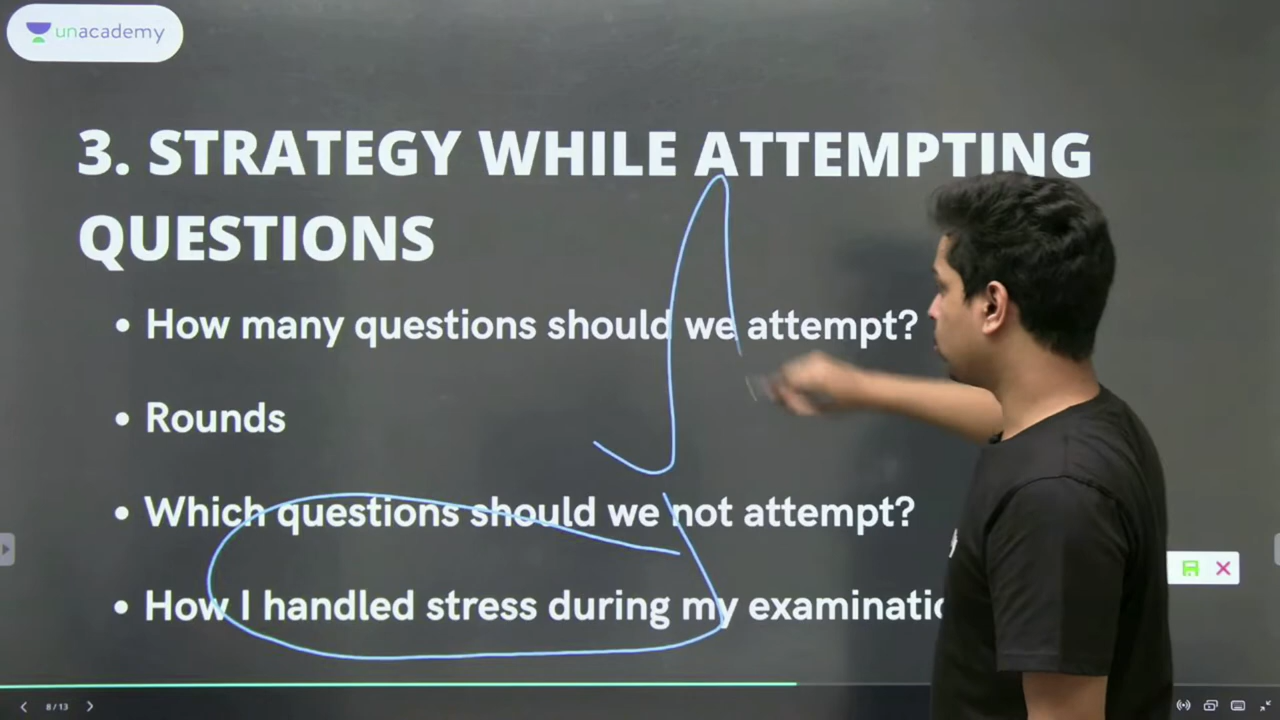 unacademy
3. STRATEGY WHILE ATTEMPTING
QUESTIONS
• How many questions should we attempt?
• Rounds
• Which questions should we not attempt?
• How I handled stress during my
8/13